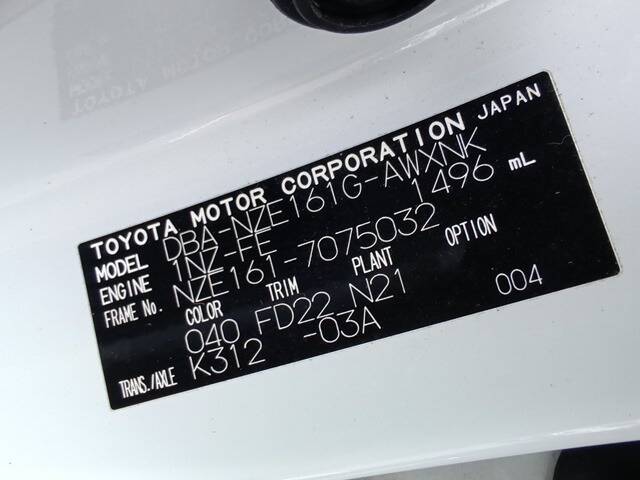 TOYOTA MOTOR CORPORATION JAPAN
MODEL DBA-NZE161G-AWXNK
ENGINE 1NZ-FE 1496 mL
FRAME No. NZE161-7075032
COLOR TRIM PLANT OPTION
040 FD22 N21 004
TRANS./AXLE K312 -03A